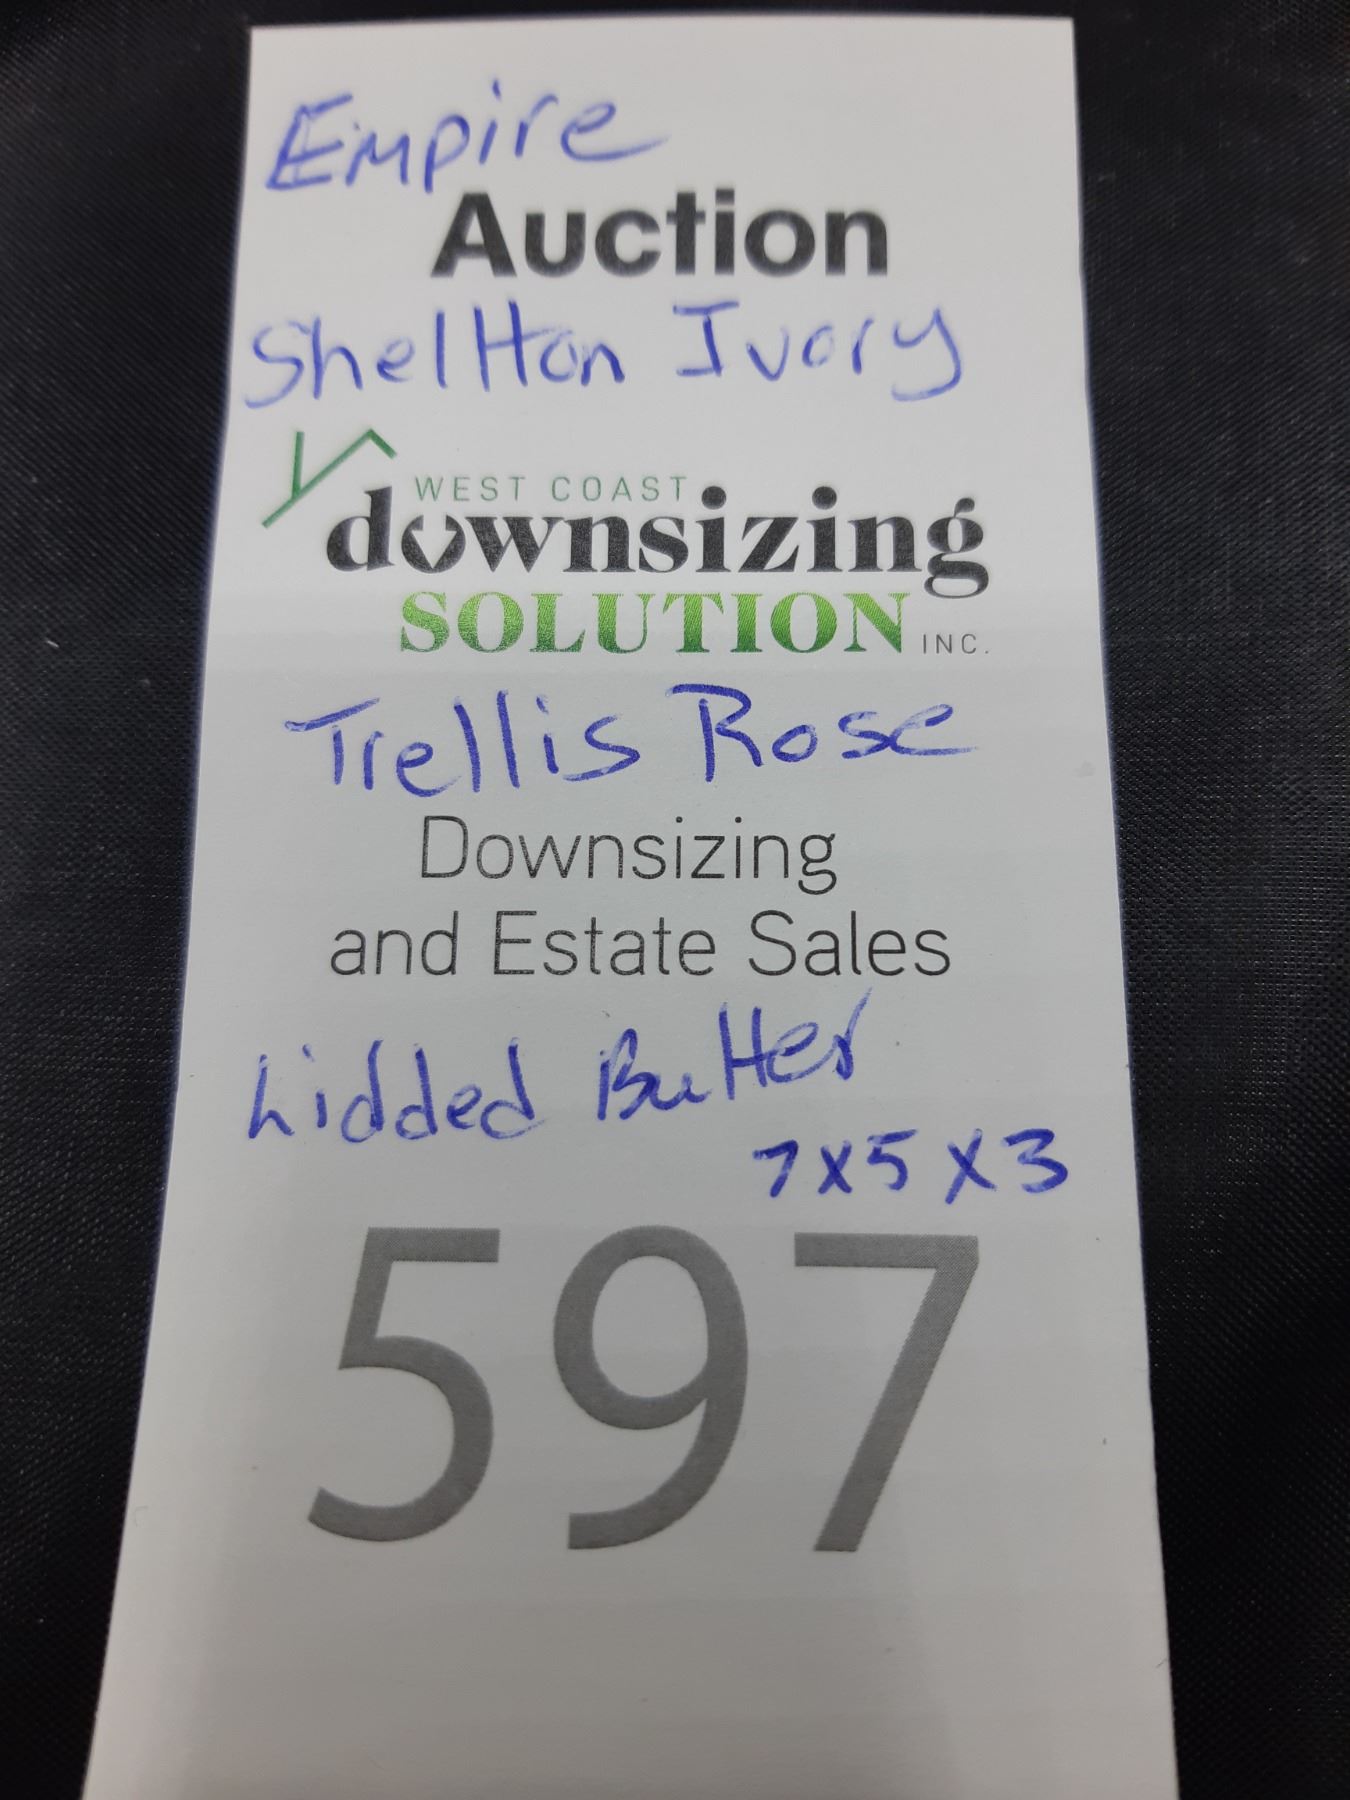 Empire
Auction
Shellton Ivory
WEST COAST
downsizing
SOLUTION INC.
Trellis Rose
Downsizing
and Estate Sales
Lidded Butter
7x5x3
597